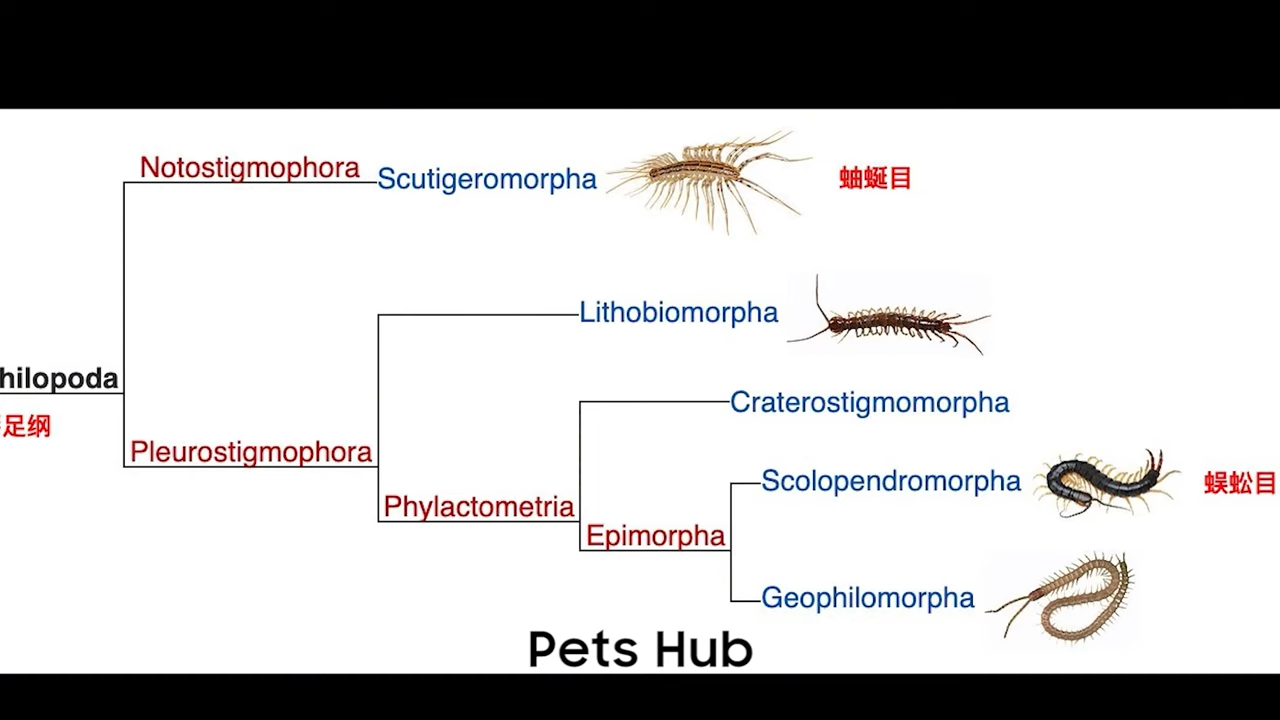 Notostigmophora
Scutigeromorpha
蚰蜒目
Lithobiomorpha
hilopoda
足纲
Pleurostigmophora
Craterostigmomorpha
Scolopendromorpha
蜈蚣目
Phylactometria
Epimorpha
Geophilomorpha
Pets Hub